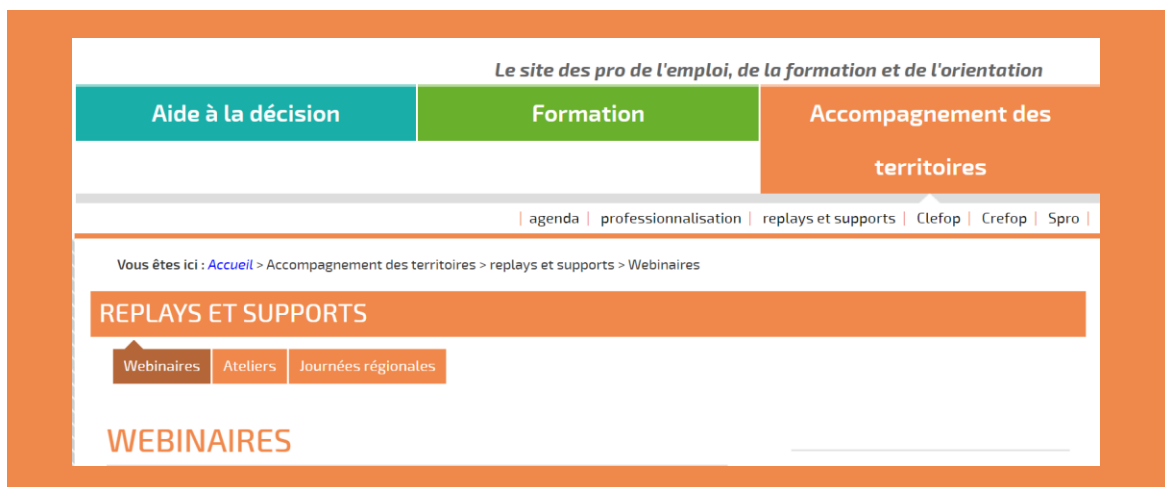 Le site des pro de l'emploi, de la formation et de l'orientation
Aide à la décision
Formation
Accompagnement des
territoires
| agenda | professionnalisation | replays et supports | Clefop | Crefop | Spro |
Vous êtes ici : Accueil > Accompagnement des territoires > replays et supports > Webinaires
REPLAYS ET SUPPORTS
Webinaires
Ateliers
Journées régionales
WEBINAIRES